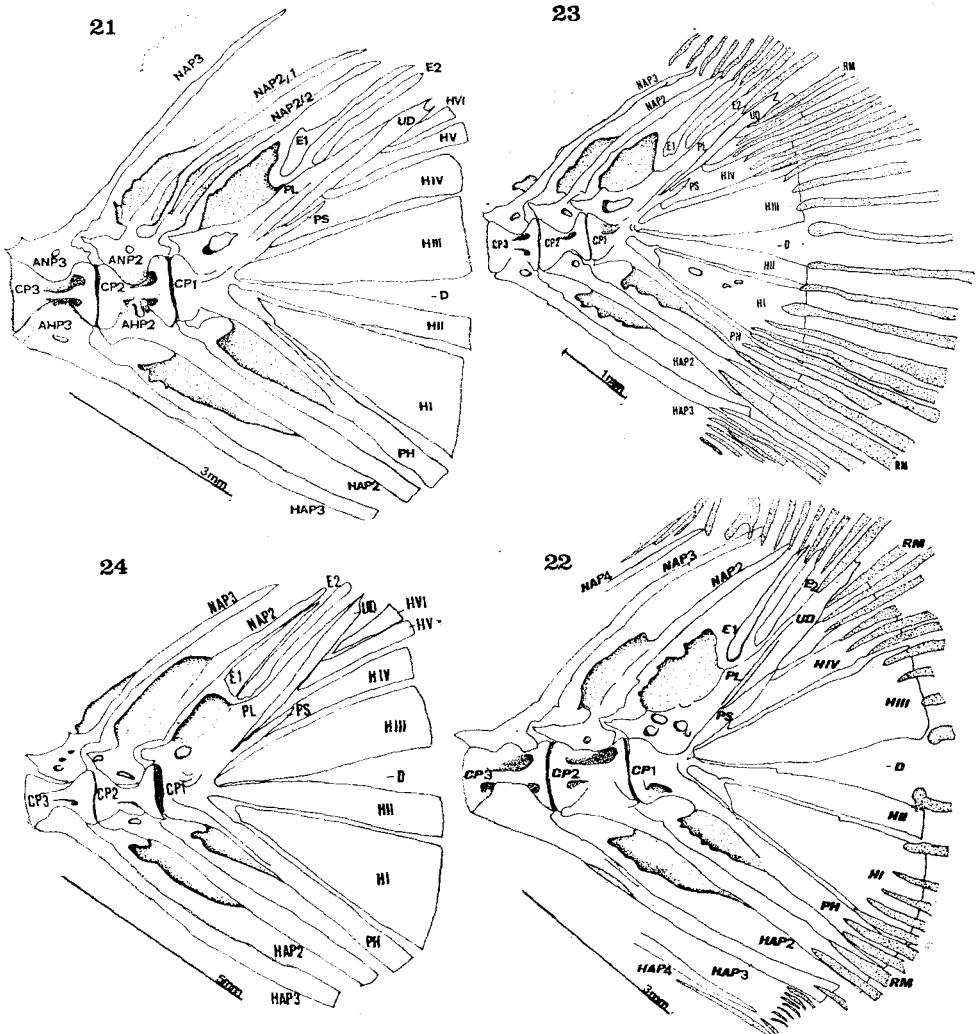 21
NAP3
NAP2/1
NAP2/2
E2
HVI
UD
HV
E1
HIV
PL
PS
HIII
ANP3
ANP2
CP3
CP2
CP1
D
HII
AHP3
AHP2
HI
PH
HAP2
HAP3
3mm
23
NAP3
NAP2
RM
E2
UD
E1
PL
PS
HIV
HIII
CP3
CP2
CP1
D
HII
HI
PH
HAP2
HAP3
1mm
RM
24
NAP3
NAP2
E2
UD
HVI
HV
E1
HIV
PL
PS
HIII
CP3
CP2
CP1
D
HII
HI
PH
HAP2
HAP3
5mm
22
NAP4
NAP3
NAP2
RM
E2
E1
UD
PL
HIV
PS
HIII
CP3
CP2
CP1
D
HII
HI
PH
HAP2
HAP4
HAP3
RM
3mm